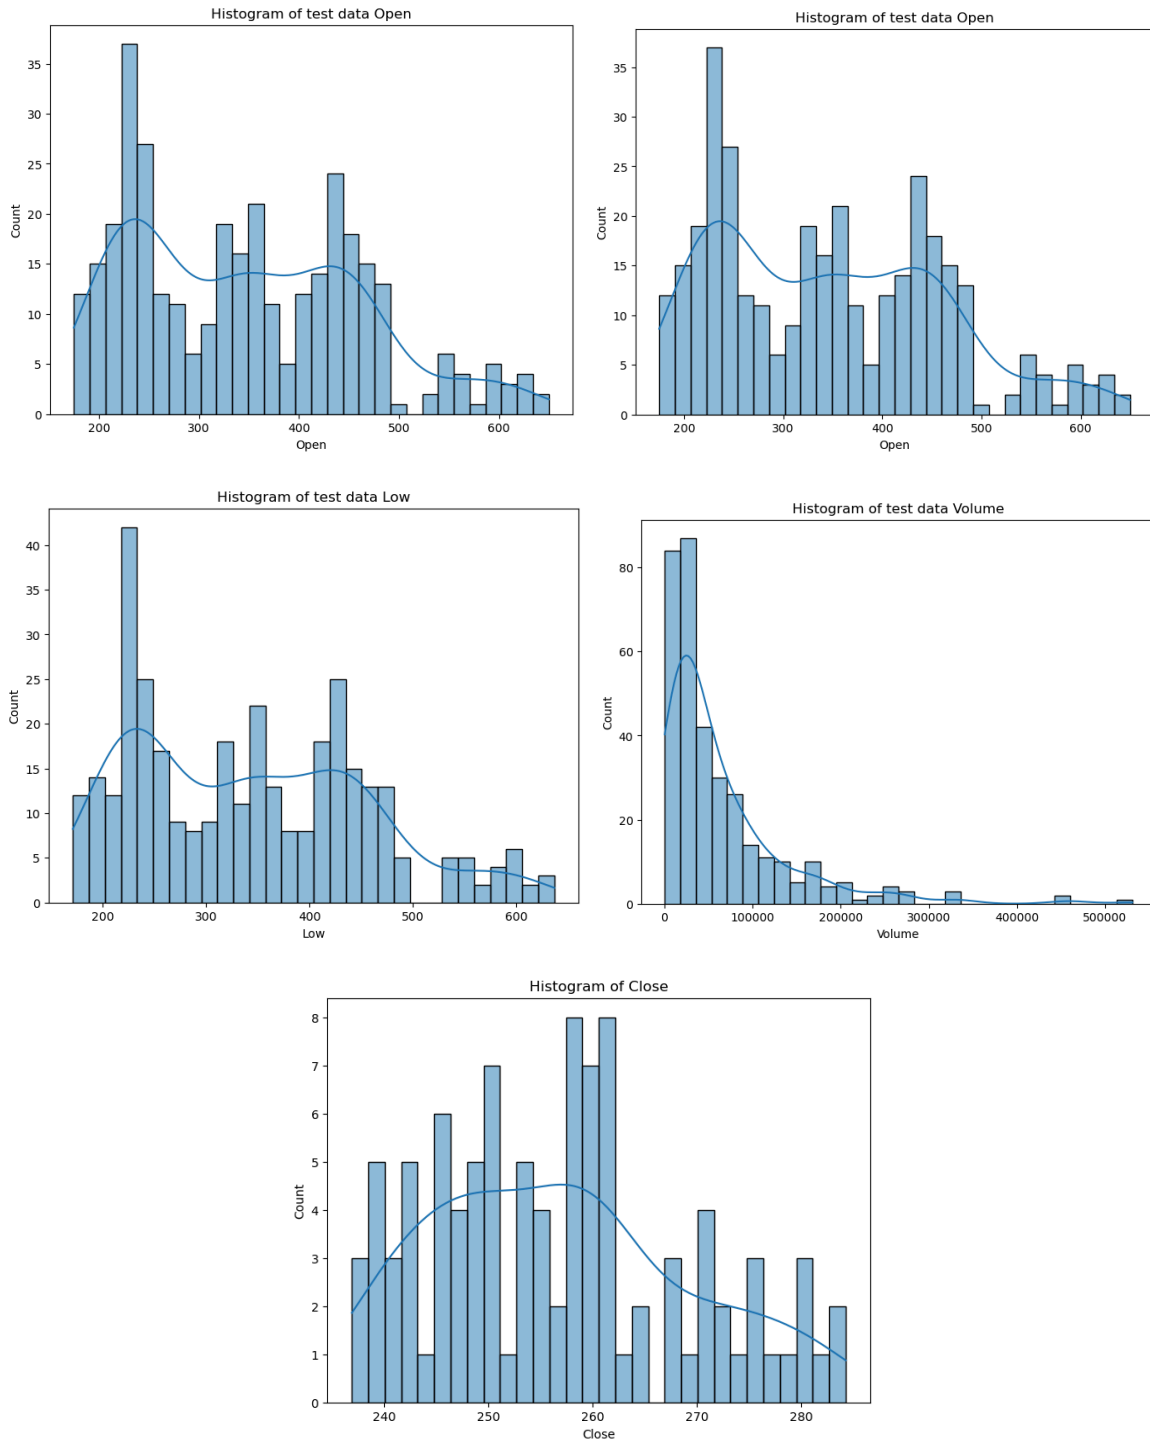 Histogram of test data Open
35
30
25
20
15
10
5
0
Count
200 300 400 500 600
Open
Histogram of test data Open
35
30
25
20
15
10
5
0
Count
200 300 400 500 600
Open
Histogram of test data Low
40
35
30
25
20
15
10
5
0
Count
200 300 400 500 600
Low
Histogram of test data Volume
80
60
40
20
0
Count
0 100000 200000 300000 400000 500000
Volume
Histogram of Close
8
7
6
5
4
3
2
1
0
Count
240 250 260 270 280
Close